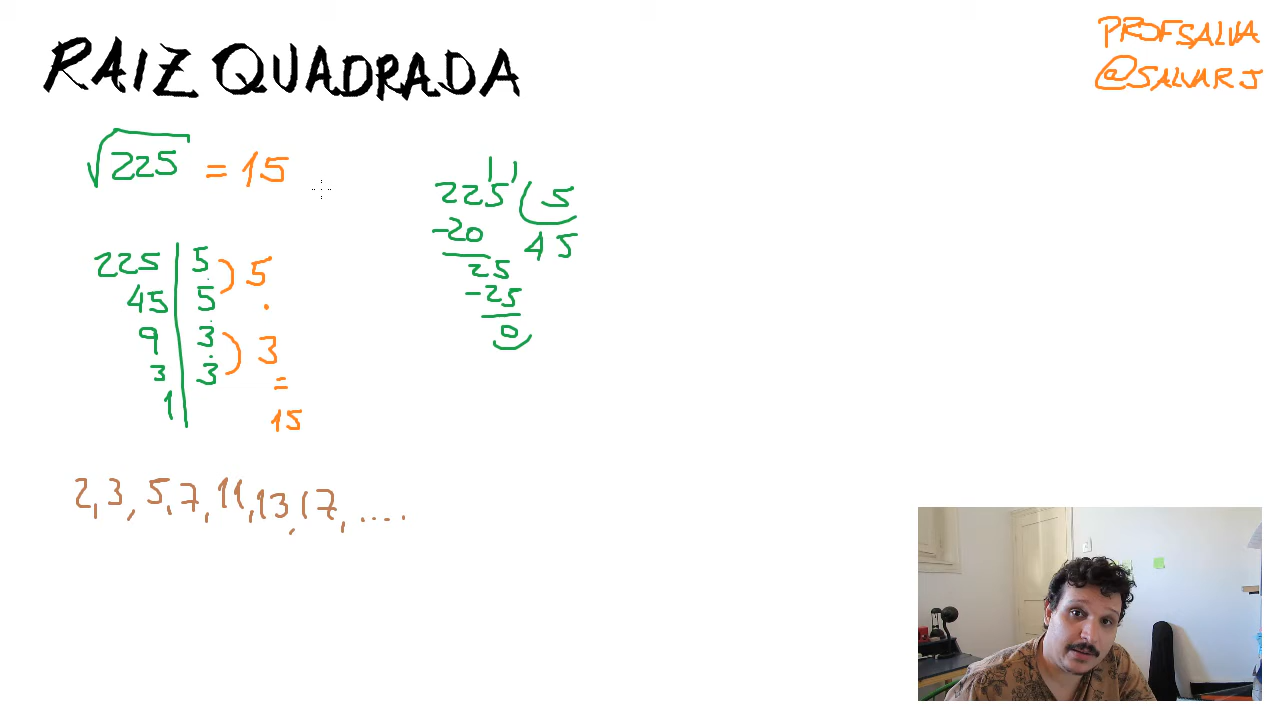 RAIZ QUADRADA
PROFSALVA
@SALVARJ
√225 = 15
225 | 5 ) 5
45 | 5 .
9 | 3 ) 3
3 | 3 =
1 | 15
225 ( 5
-20 45
25
-25
0
2, 3, 5, 7, 11, 13, 17, ....